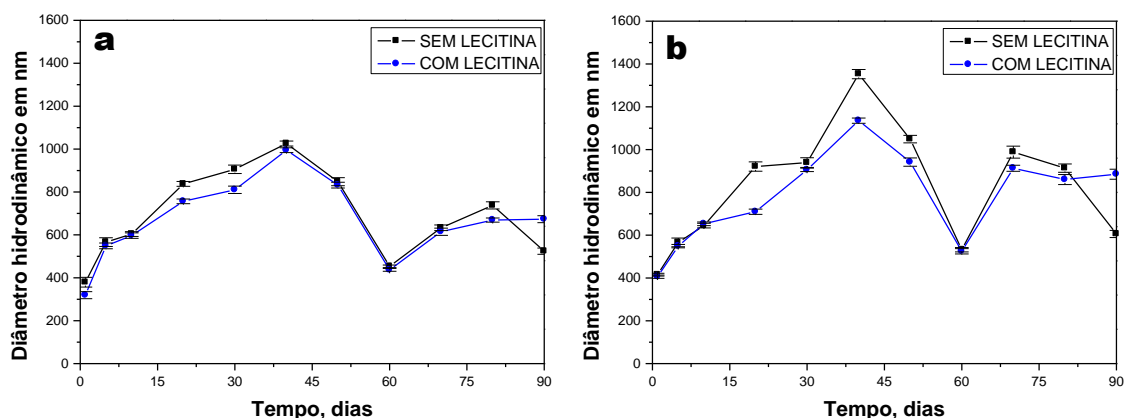 a
SEM LECITINA
COM LECITINA
Diâmetro hidrodinâmico em nm
1600
1400
1200
1000
800
600
400
200
0
0 15 30 45 60 75 90
Tempo, dias
b
SEM LECITINA
COM LECITINA
Diâmetro hidrodinâmico em nm
1600
1400
1200
1000
800
600
400
200
0
0 15 30 45 60 75 90
Tempo, dias